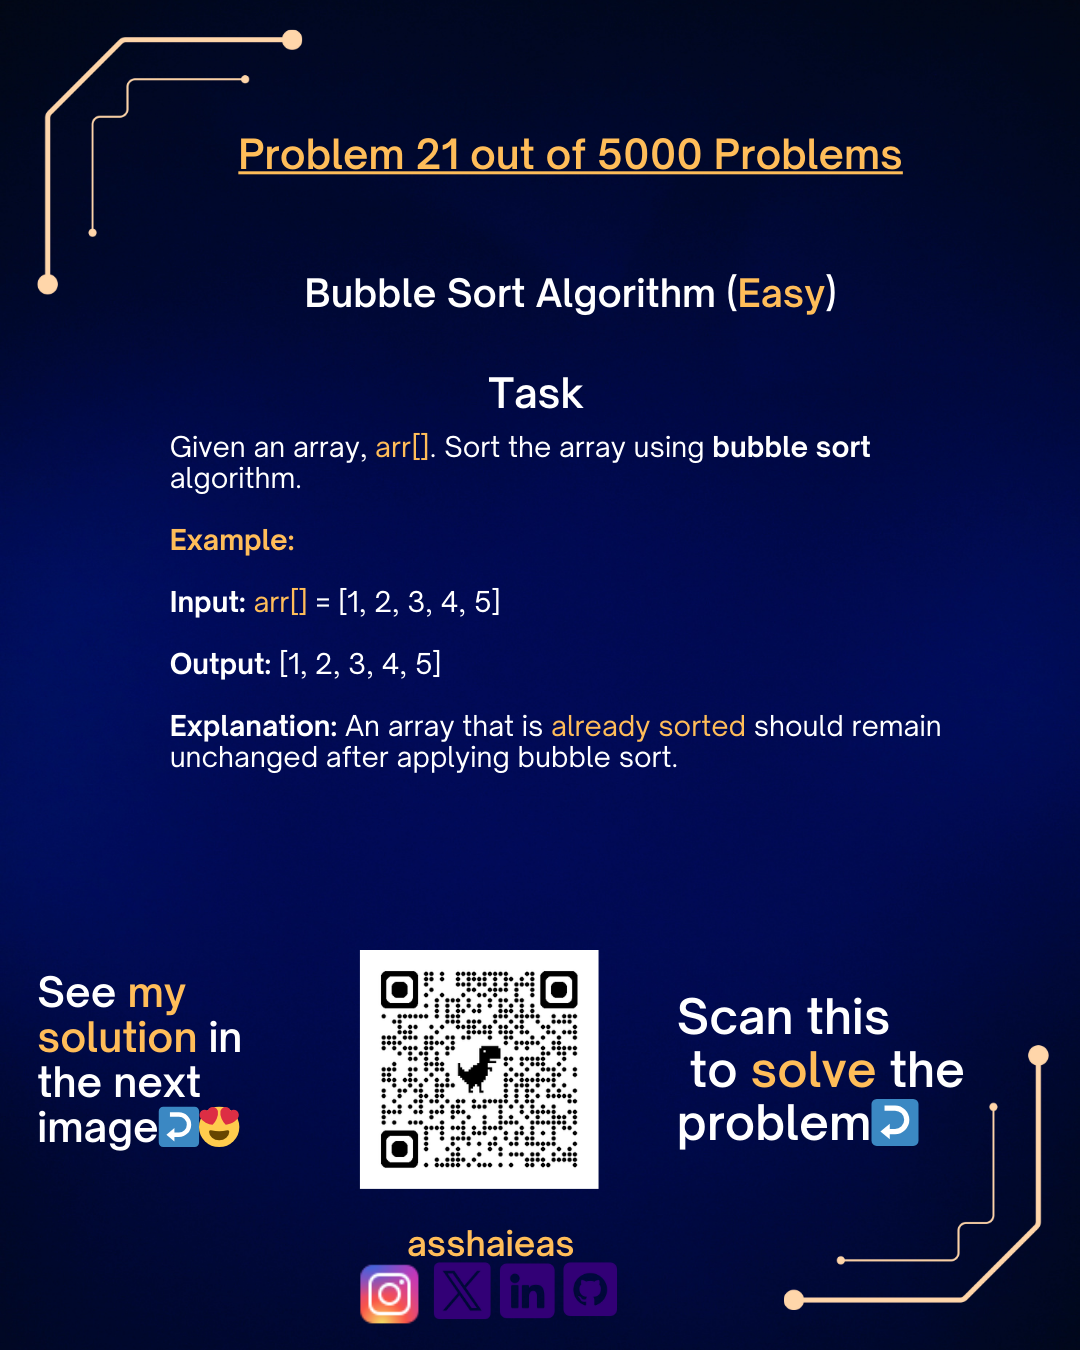 Problem 21 out of 5000 Problems
Bubble Sort Algorithm (Easy)
Task
Given an array, arr[]. Sort the array using bubble sort
algorithm.
Example:
Input: arr[] = [1, 2, 3, 4, 5]
Output: [1, 2, 3, 4, 5]
Explanation: An array that is already sorted should remain
unchanged after applying bubble sort.
See my
solution in
the next
image↩️😍
Scan this
to solve the
problem↩️
asshaieas